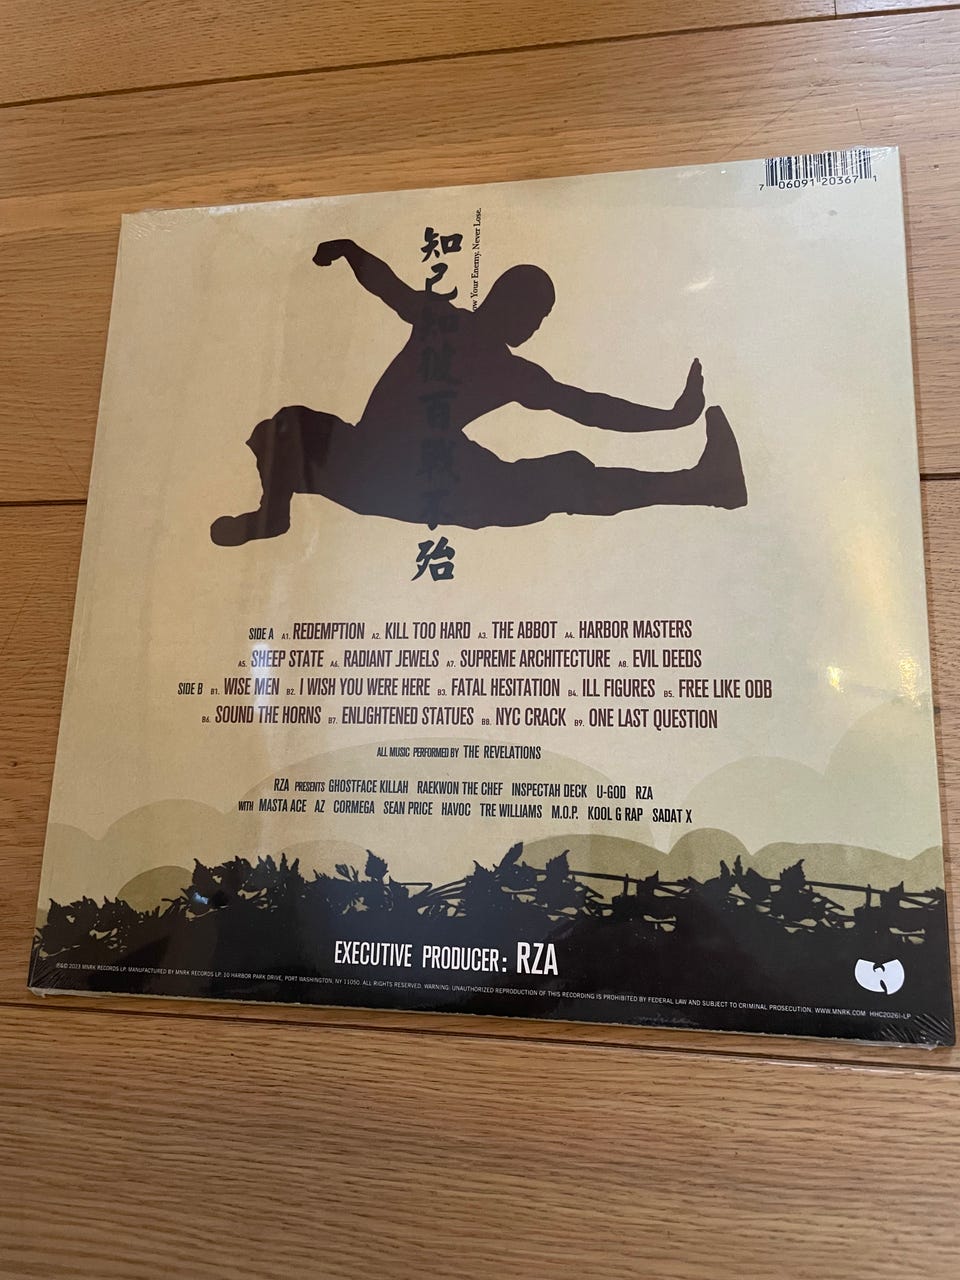 7 06091 20367 1
知己知彼百戰不殆
Your Enemy. Never Lose.
SIDE A A1. REDEMPTION A2. KILL TOO HARD A3. THE ABBOT A4. HARBOR MASTERS
A5. SHEEP STATE A6. RADIANT JEWELS A7. SUPREME ARCHITECTURE A8. EVIL DEEDS
SIDE B B1. WISE MEN B2. I WISH YOU WERE HERE B3. FATAL HESITATION B4. ILL FIGURES B5. FREE LIKE ODB
B6. SOUND THE HORNS B7. ENLIGHTENED STATUES B8. NYC CRACK B9. ONE LAST QUESTION
ALL MUSIC PERFORMED BY THE REVELATIONS
RZA PRESENTS GHOSTFACE KILLAH RAEKWON THE CHEF INSPECTAH DECK U-GOD RZA
WITH MASTA ACE AZ CORMEGA SEAN PRICE HAVOC TRE WILLIAMS M.O.P. KOOL G RAP SADAT X
EXECUTIVE PRODUCER: RZA
℗&© 2023 MNRK RECORDS LP. MANUFACTURED BY MNRK RECORDS LP. 10 HARBOR PARK DRIVE, PORT WASHINGTON, NY 11050. ALL RIGHTS RESERVED. WARNING: UNAUTHORIZED REPRODUCTION OF THIS RECORDING IS PROHIBITED BY FEDERAL LAW AND SUBJECT TO CRIMINAL PROSECUTION. WWW.MNRK.COM HHC20261-LP